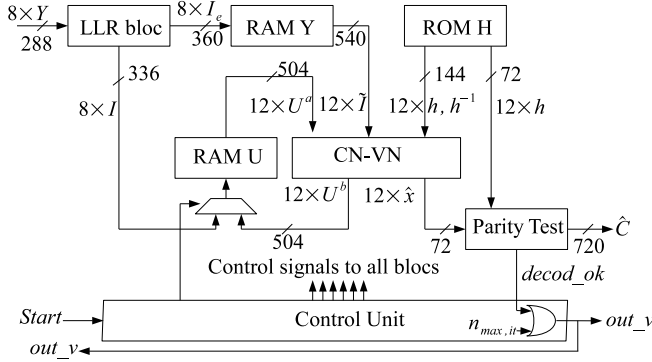 8×Y
288
LLR bloc
8×I_e
360
RAM Y
540
ROM H
336
8×I
504
12×U^a
12×Ĩ
144
12×h, h^{-1}
72
12×h
RAM U
CN-VN
12×U^b
12×x̂
504
72
Parity Test
720
Ĉ
Control signals to all blocs
decod_ok
Start
Control Unit
n_{max,it}
out_v
out_v